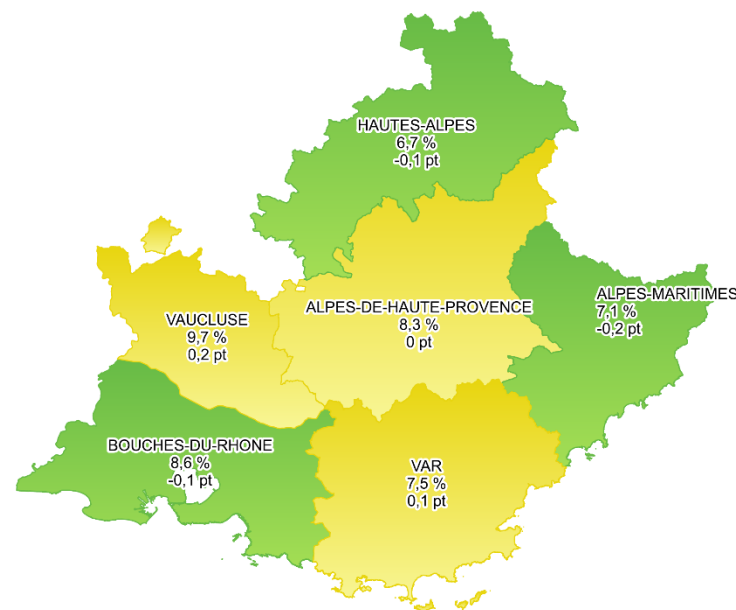 HAUTES-ALPES
6,7 %
-0,1 pt
ALPES-DE-HAUTE-PROVENCE
8,3 %
0 pt
ALPES-MARITIMES
7,1 %
-0,2 pt
VAUCLUSE
9,7 %
0,2 pt
BOUCHES-DU-RHONE
8,6 %
-0,1 pt
VAR
7,5 %
0,1 pt